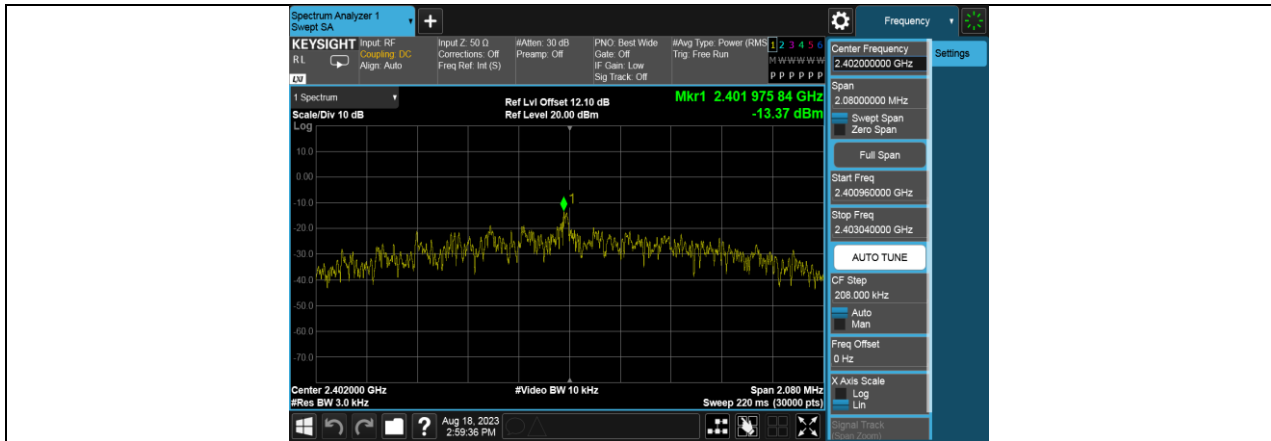 Spectrum Analyzer 1
Swept SA
+
Frequency
KEYSIGHT
RL
LXI
Input: RF
Coupling: DC
Align: Auto
Input Z: 50 Ω
Corrections: Off
Freq Ref: Int (S)
#Atten: 30 dB
Preamp: Off
PNO: Best Wide
Gate: Off
IF Gain: Low
Sig Track: Off
#Avg Type: Power (RMS
Trig: Free Run
1 2 3 4 5 6
M W W W W W
P P P P P P
1 Spectrum
Scale/Div 10 dB
Ref Lvl Offset 12.10 dB
Ref Level 20.00 dBm
Mkr1 2.401 975 84 GHz
-13.37 dBm
Log
10.0
0.00
-10.0
-20.0
-30.0
-40.0
-50.0
-60.0
-70.0
1
Center 2.402000 GHz
#Res BW 3.0 kHz
#Video BW 10 kHz
Span 2.080 MHz
Sweep 220 ms (30000 pts)
?
Aug 18, 2023
2:59:36 PM
Center Frequency
2.402000000 GHz
Settings
Span
2.08000000 MHz
Swept Span
Zero Span
Full Span
Start Freq
2.400960000 GHz
Stop Freq
2.403040000 GHz
AUTO TUNE
CF Step
208.000 kHz
Auto
Man
Freq Offset
0 Hz
X Axis Scale
Log
Lin
Signal Track
(Span Zoom)